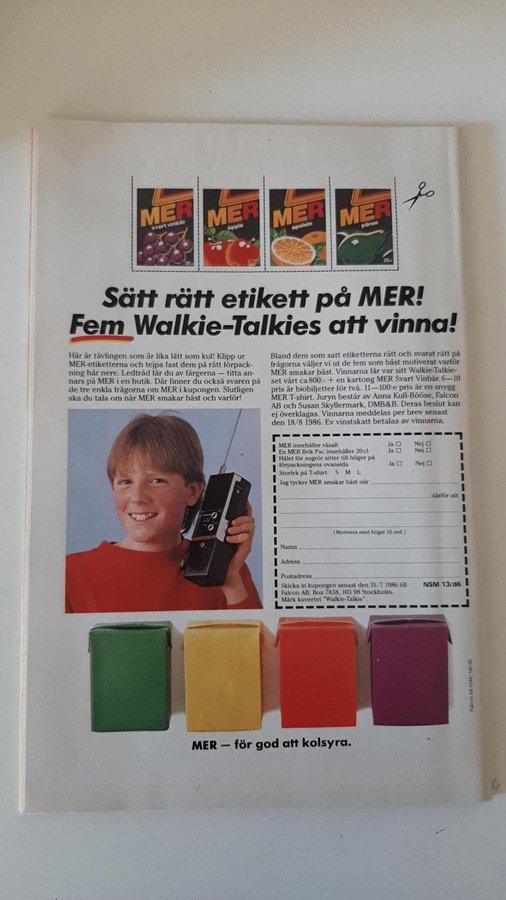 MER
svart vinbär
MER
äpple
MER
apelsin
MER
päron
20 cl
Sätt rätt etikett på MER!
Fem Walkie-Talkies att vinna!
Här är tävlingen som är lika lätt som kul! Klipp ur
MER-etiketterna och tejpa fast dem på rätt förpack-
ning här nere. Ledtråd får du av färgerna — titta an-
nars på MER i en butik. Där finner du också svaren på
de tre enkla frågorna om MER i kupongen. Slutligen
ska du tala om när MER smakar bäst och varför!
Bland dem som satt etiketterna rätt och svarat rätt på
frågorna väljer vi ut de fem som bäst motiverat varför
MER smakar bäst. Vinnarna får var sitt Walkie-Talkie-
set värt ca 800:- + en kartong MER Svart Vinbär. 6—10
pris är biobiljetter för två. 11—100:e pris är en snygg
MER T-shirt. Juryn består av Anna Kull-Bööse, Falcon
AB och Susan Skyllermark, DMB&B. Deras beslut kan
ej överklagas. Vinnarna meddelas per brev senast
den 18/8 1986. Ev vinstskatt betalas av vinnarna.
MER innehåller råsaft Ja Nej
En MER Brik Pac innehåller 20 cl Ja Nej
Hålet för sugrör sitter till höger på
förpackningens ovansida Ja Nej
Storlek på T-shirt: S M L
Jag tycker MER smakar bäst när
därför att
(Motivera med högst 15 ord.)
Namn
Adress
Postadress
Skicka in kupongen senast den 31/7 1986 till NSM 13/86
Falcon AB, Box 7838, 103 98 Stockholm.
Märk kuvertet "Walkie-Talkie".
MER — för god att kolsyra.